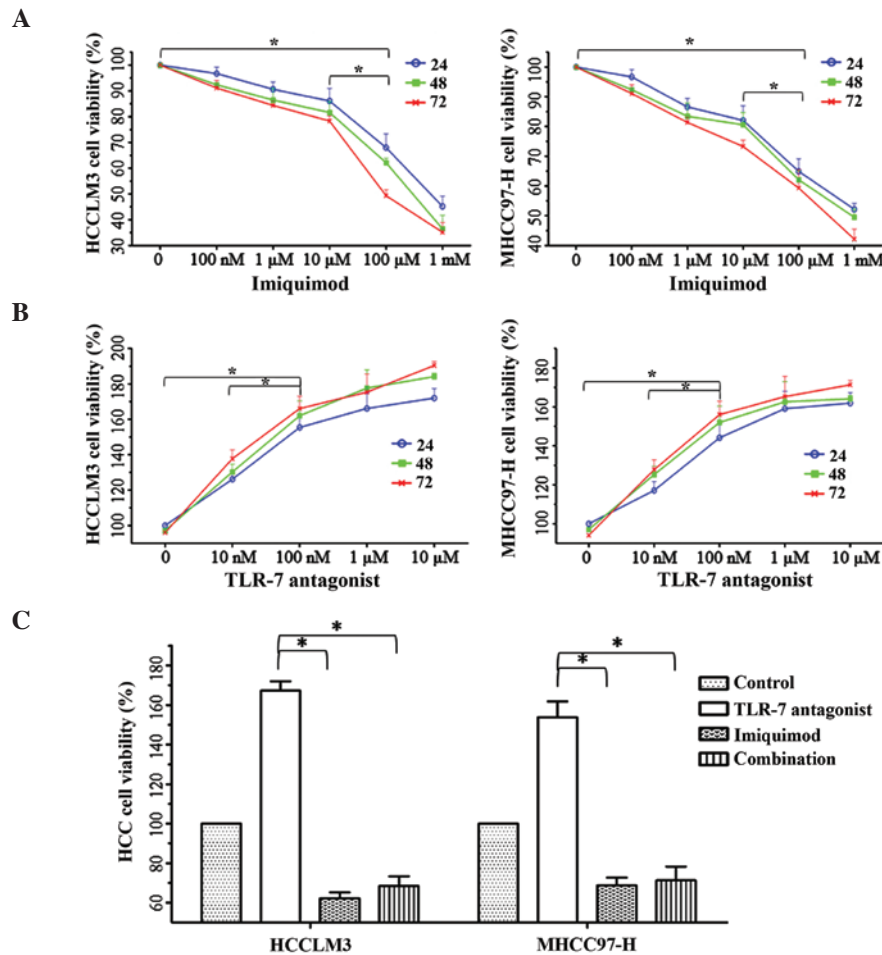 A
HCCLM3 cell viability (%)
30 40 50 60 70 80 90 100
*
*
24
48
72
0 100 nM 1 µM 10 µM 100 µM 1 mM
Imiquimod
MHCC97-H cell viability (%)
40 50 60 70 80 90 100
*
*
24
48
72
0 100 nM 1 µM 10 µM 100 µM 1 mM
Imiquimod
B
HCCLM3 cell viability (%)
100 120 140 160 180 200
*
*
24
48
72
0 10 nM 100 nM 1 µM 10 µM
TLR-7 antagonist
MHCC97-H cell viability (%)
100 120 140 160 180
*
*
24
48
72
0 10 nM 100 nM 1 µM 10 µM
TLR-7 antagonist
C
HCC cell viability (%)
60 80 100 120 140 160 180
*
*
*
*
Control
TLR-7 antagonist
Imiquimod
Combination
HCCLM3 MHCC97-H